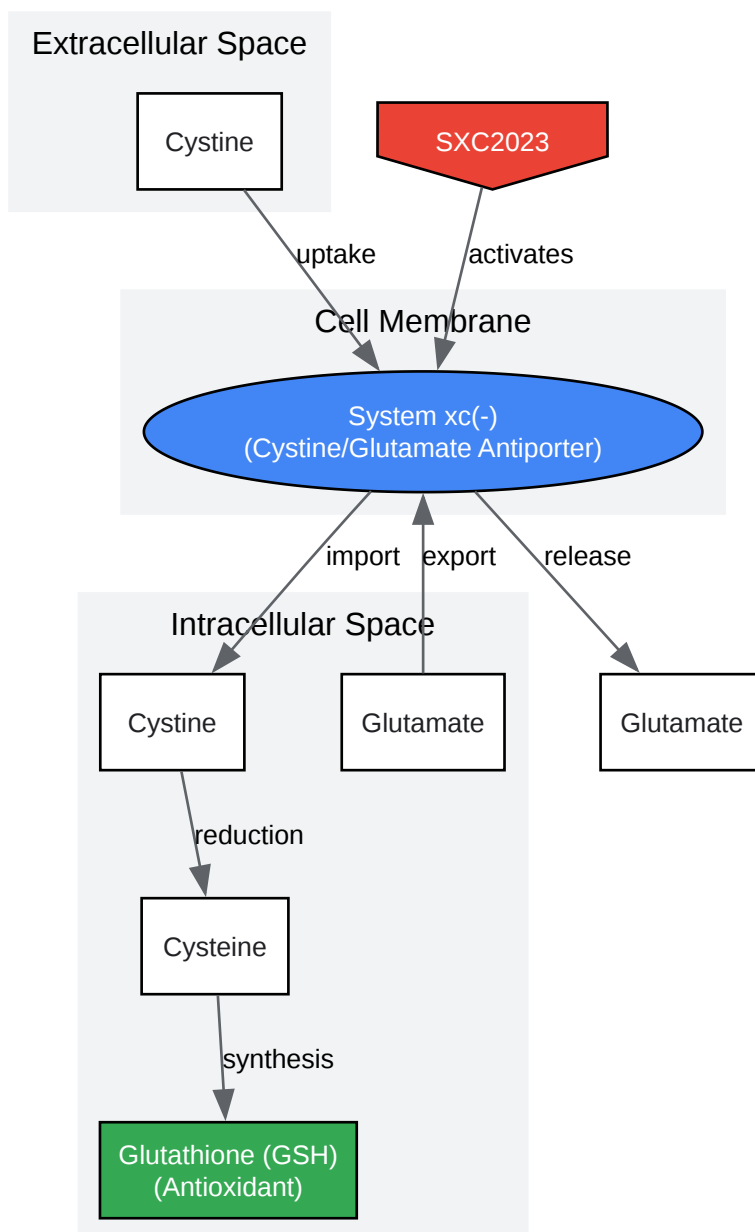 Extracellular Space
Cystine
SXC2023
uptake
activates
Cell Membrane
System xc(-)
(Cystine/Glutamate Antiporter)
import
export
release
Intracellular Space
Cystine
Glutamate
Glutamate
reduction
Cysteine
synthesis
Glutathione (GSH)
(Antioxidant)